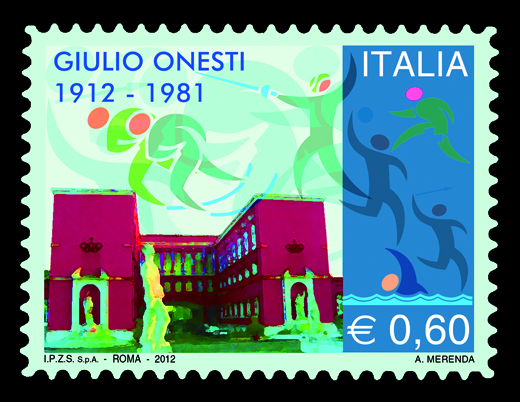 GIULIO ONESTI
1912 - 1981
ITALIA
€ 0,60
I.P.Z.S. S.p.A. - ROMA - 2012
A. MERENDA